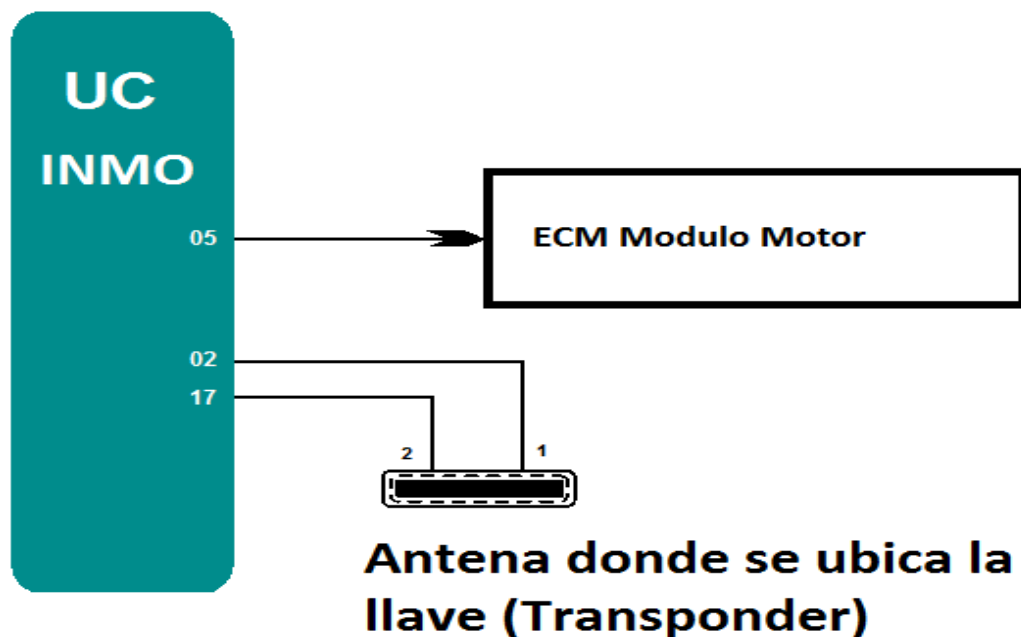 UC
INMO
05
ECM Modulo Motor
02
17
2
1
Antena donde se ubica la
llave (Transponder)